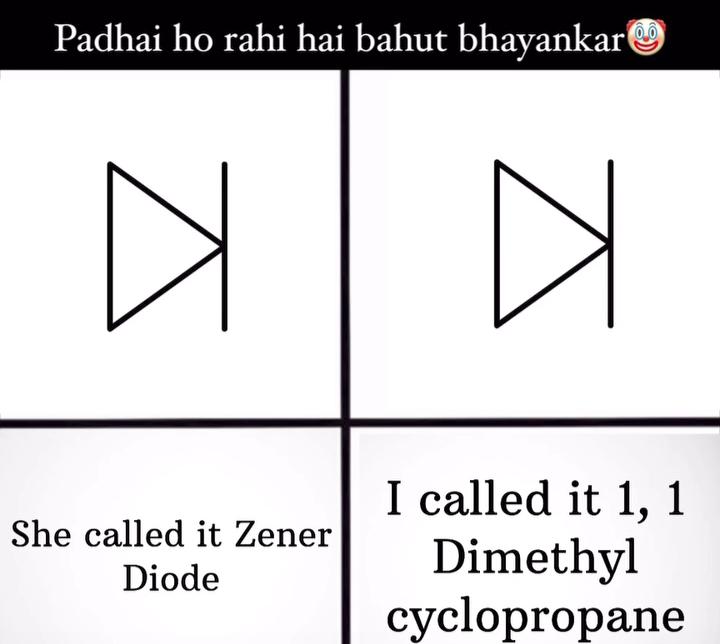 Padhai ho rahi hai bahut bhayankar🤡
She called it Zener
Diode
I called it 1, 1
Dimethyl
cyclopropane